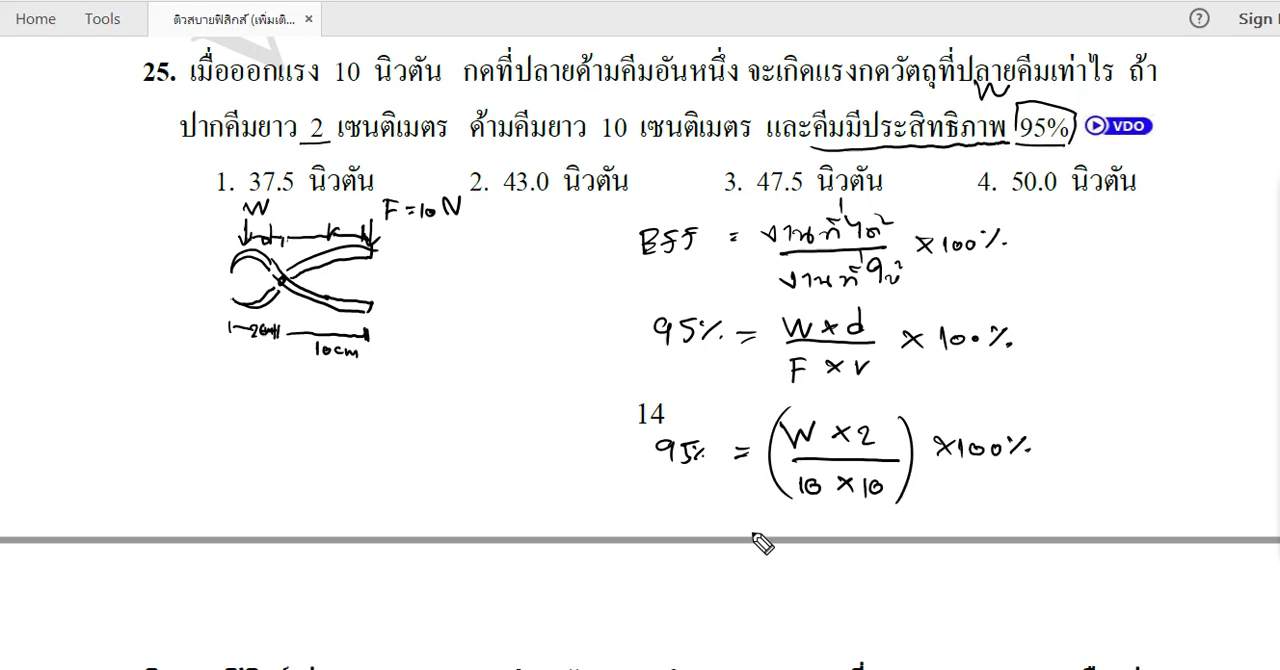 Home Tools ติวสบายฟิสิกส์ (เพิ่มเติ... × ? Sign
25. เมื่อออกแรง 10 นิวตัน กดที่ปลายด้ามคีมอันหนึ่ง จะเกิดแรงกดวัตถุที่ปลายคีมเท่าไร ถ้า
W
ปากคีมยาว 2 เซนติเมตร ด้ามคีมยาว 10 เซนติเมตร และคีมมีประสิทธิภาพ 95% VDO
1. 37.5 นิวตัน 2. 43.0 นิวตัน 3. 47.5 นิวตัน 4. 50.0 นิวตัน
W F = 10 N
Eff = งานที่ได้ / งานที่ให้ × 100%
95% = W × d / F × r × 100%
10 cm
14
95% = ( W × 2 / 10 × 10 ) × 100%